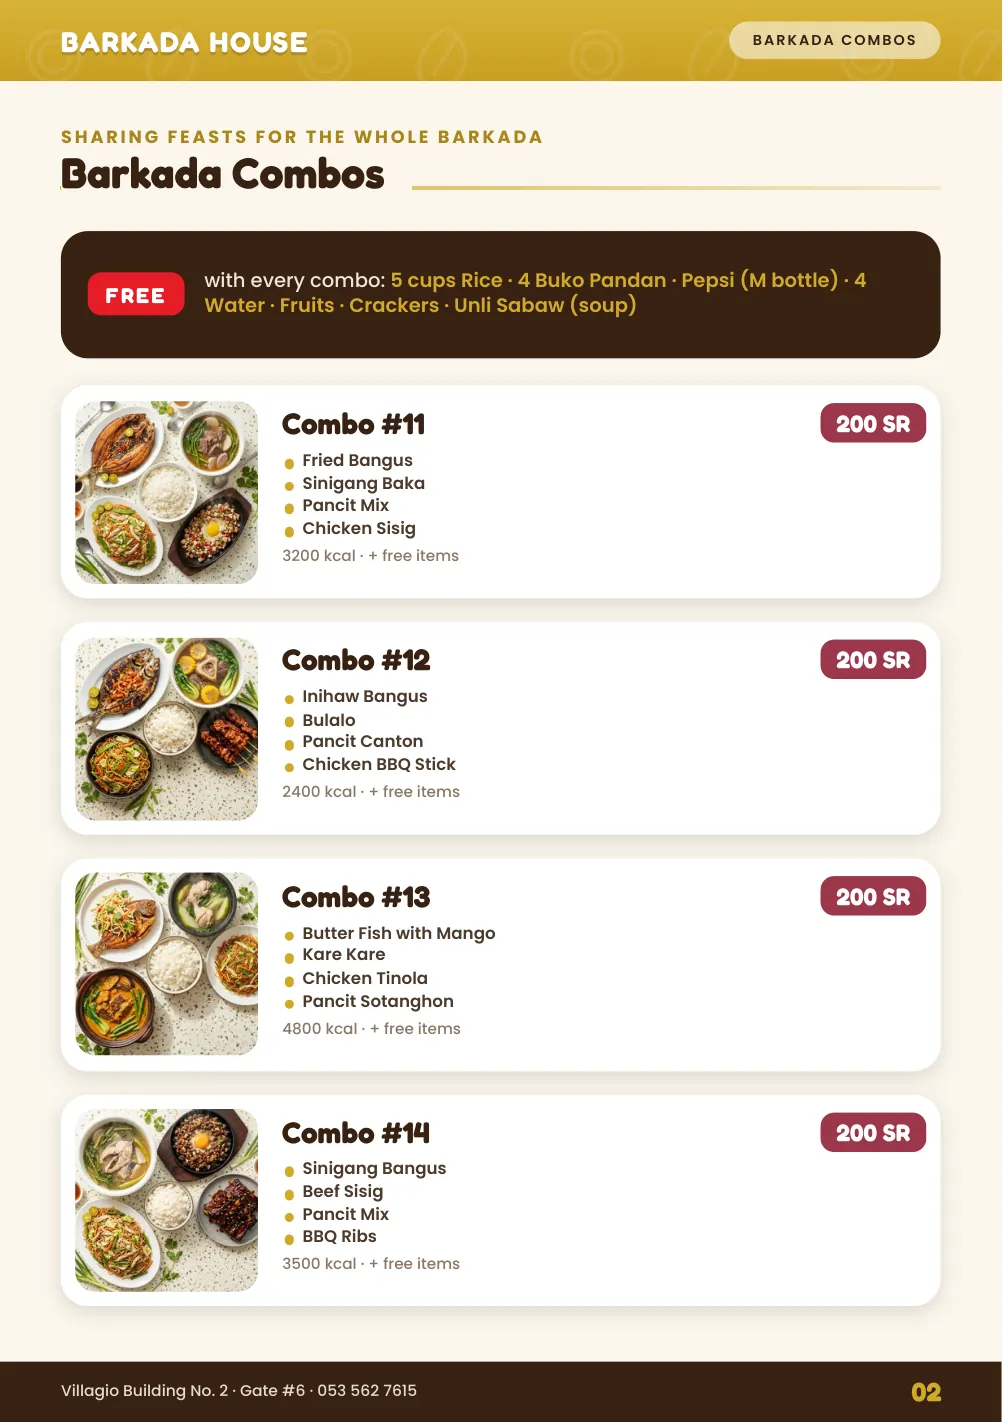 BARKADA HOUSE
BARKADA COMBOS
SHARING FEASTS FOR THE WHOLE BARKADA
Barkada Combos
FREE
with every combo: 5 cups Rice · 4 Buko Pandan · Pepsi (M bottle) · 4
Water · Fruits · Crackers · Unli Sabaw (soup)
Combo #11
200 SR
Fried Bangus
Sinigang Baka
Pancit Mix
Chicken Sisig
3200 kcal · + free items
Combo #12
200 SR
Inihaw Bangus
Bulalo
Pancit Canton
Chicken BBQ Stick
2400 kcal · + free items
Combo #13
200 SR
Butter Fish with Mango
Kare Kare
Chicken Tinola
Pancit Sotanghon
4800 kcal · + free items
Combo #14
200 SR
Sinigang Bangus
Beef Sisig
Pancit Mix
BBQ Ribs
3500 kcal · + free items
Villagio Building No. 2 · Gate #6 · 053 562 7615
02